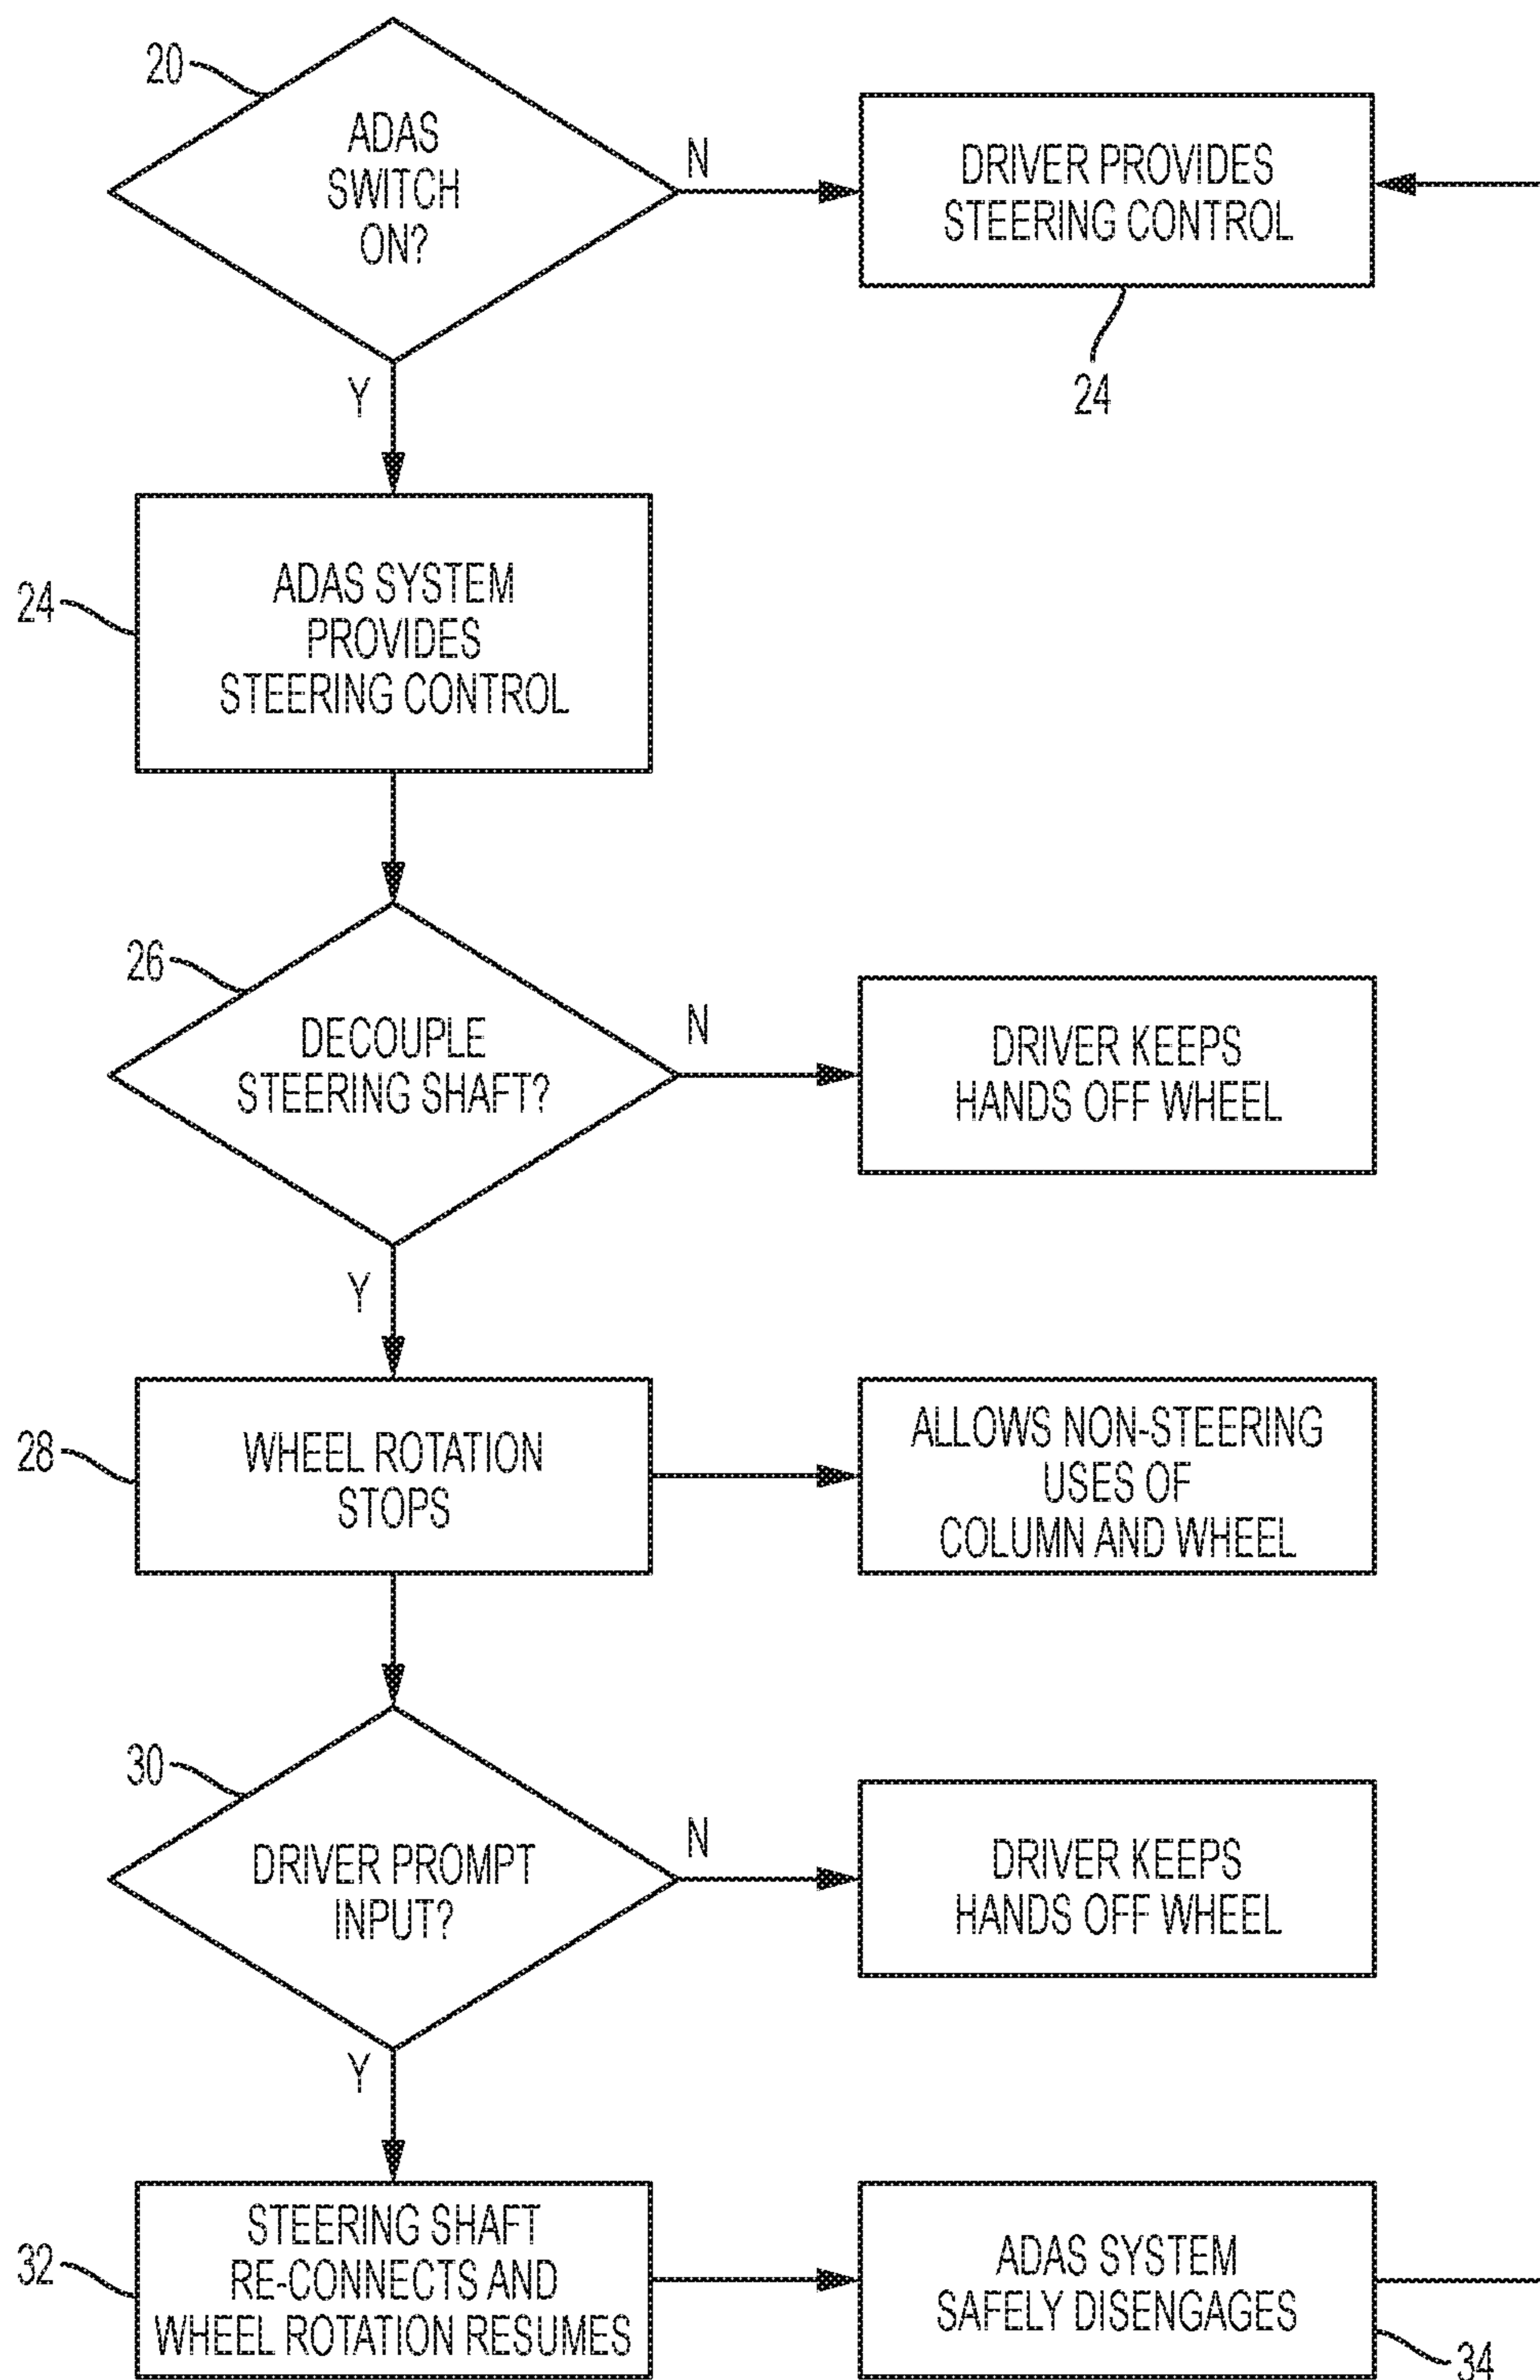 20
ADAS
SWITCH
ON?
N
DRIVER PROVIDES
STEERING CONTROL
24
Y
24
ADAS SYSTEM
PROVIDES
STEERING CONTROL
26
DECOUPLE
STEERING SHAFT?
N
DRIVER KEEPS
HANDS OFF WHEEL
Y
28
WHEEL ROTATION
STOPS
ALLOWS NON-STEERING
USES OF
COLUMN AND WHEEL
30
DRIVER PROMPT
INPUT?
N
DRIVER KEEPS
HANDS OFF WHEEL
Y
32
STEERING SHAFT
RE-CONNECTS AND
WHEEL ROTATION RESUMES
ADAS SYSTEM
SAFELY DISENGAGES
34